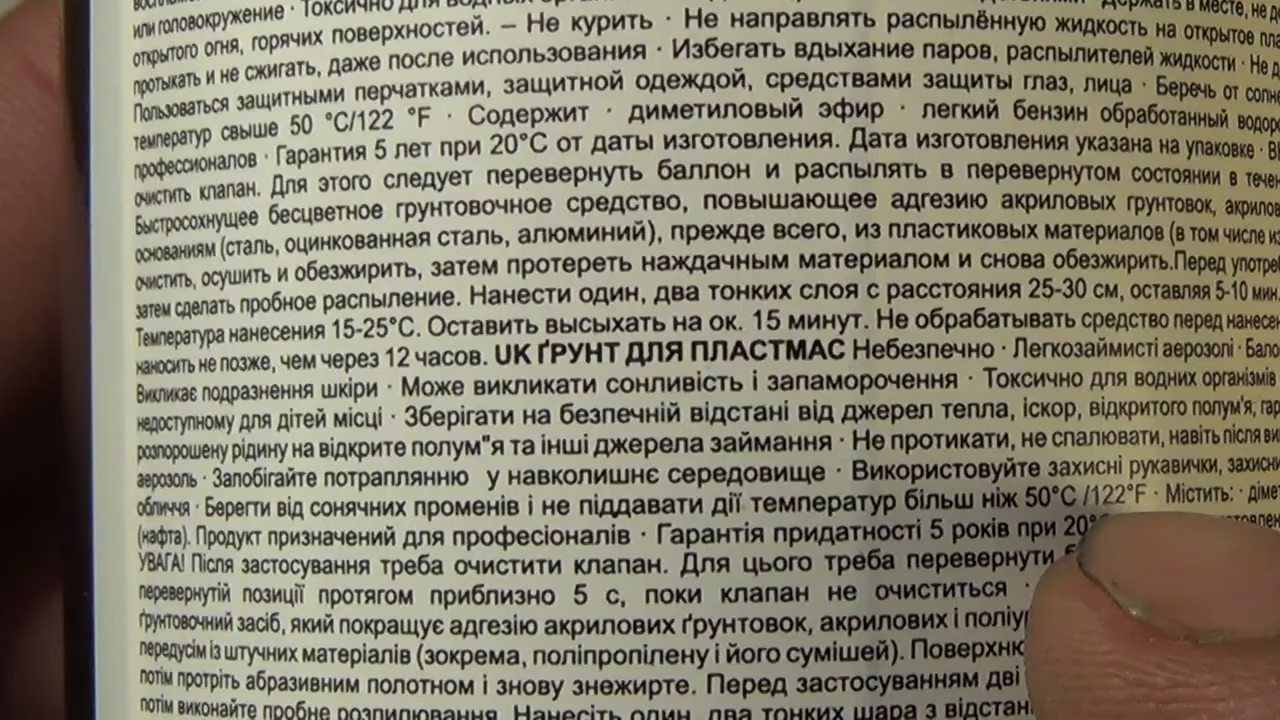 или головокружение · Токсично для водных
открытого огня, горячих поверхностей. – Не курить · Не направлять распылённую жидкость на открытое
протыкать и не сжигать, даже после использования · Избегать вдыхание паров, распылителей жидкости · Не
Пользоваться защитными перчатками, защитной одеждой, средствами защиты глаз, лица · Беречь от
температур свыше 50 °C/122 °F · Содержит · диметиловый эфир · легкий бензин обработанный
профессионалов · Гарантия 5 лет при 20°C от даты изготовления. Дата изготовления указана на упаковке ·
очистить клапан. Для этого следует перевернуть баллон и распылять в перевернутом состоянии в
Быстросохнущее бесцветное грунтовочное средство, повышающее адгезию акриловых грунтовок,
основаниям (сталь, оцинкованная сталь, алюминий), прежде всего, из пластиковых материалов (в том числе
очистить, осушить и обезжирить, затем протереть наждачным материалом и снова обезжирить.Перед
затем сделать пробное распыление. Нанести один, два тонких слоя с расстояния 25-30 см, оставляя 5-10 мин.
Температура нанесения 15-25°C. Оставить высыхать на ок. 15 минут. Не обрабатывать средство перед
наносить не позже, чем через 12 часов. UK ҐРУНТ ДЛЯ ПЛАСТМАС Небезпечно · Легкозаймисті аерозолі ·
Викликає подразнення шкіри · Може викликати сонливість і запаморочення · Токсично для водних організмів
недоступному для дітей місці · Зберігати на безпечній відстані від джерел тепла, іскор, відкритого полум'я;
розпорошену рідину на відкрите полум"я та інші джерела займання · Не протикати, не спалювати, навіть після
аерозоль · Запобігайте потраплянню у навколишнє середовище · Використовуйте захисні рукавички,
обличчя · Берегти від сонячних променів і не піддавати дії температур більш ніж 50°C /122°F · Містить: ·
(нафта). Продукт призначений для професіоналів · Гарантія придатності 5 років при
УВАГА! Після застосування треба очистити клапан. Для цього треба перевернути
перевернутій позиції протягом приблизно 5 с, поки клапан не очиститься ·
ґрунтовочний засіб, який покращує адгезію акрилових ґрунтовок, акрилових і
передусім із штучних матеріалів (зокрема, поліпропілену і його сумішей).
потім протріть абразивним полотном і знову знежирте. Перед застосуванням дві
потім виконайте пробне розпилювання. Нанесіть один, два тонких шара з